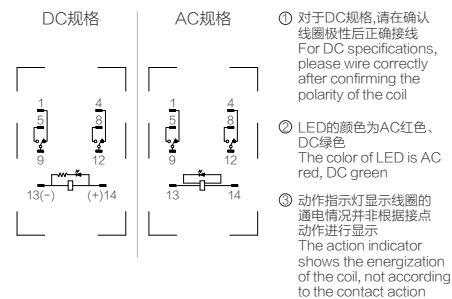 DC规格
1 4
5 8
9 12
13(−) (+)14
AC规格
1 4
5 8
9 12
13 14
① 对于DC规格,请在确认
线圈极性后正确接线
For DC specifications,
please wire correctly
after confirming the
polarity of the coil
② LED的颜色为AC红色、
DC绿色
The color of LED is AC
red, DC green
③ 动作指示灯显示线圈的
通电情况并非根据接点
动作进行显示
The action indicator
shows the energization
of the coil, not according
to the contact action